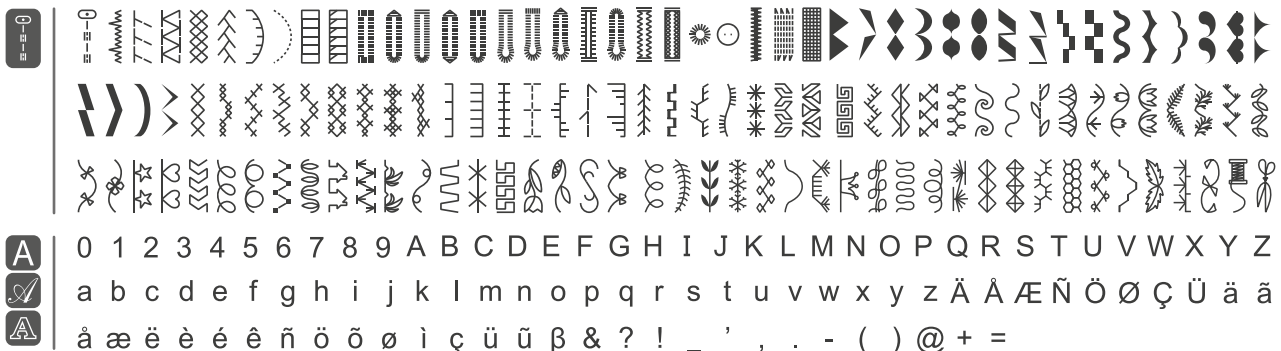 0 1 2 3 4 5 6 7 8 9 A B C D E F G H I J K L M N O P Q R S T U V W X Y Z
a b c d e f g h i j k l m n o p q r s t u v w x y z Ä Å Æ Ñ Ö Ø Ç Ü ä ã
å æ ë è é ê ñ ö õ ø ì ç ü ũ β & ? ! _ ' , . - ( ) @ + =
A
A
A